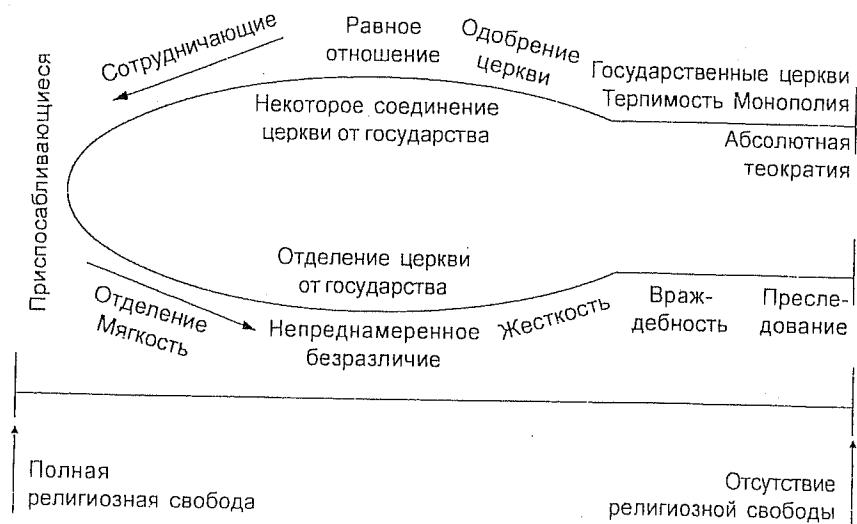 Приспосабливающиеся
Сотрудничающие
Равное
отношение
Одобрение
церкви
Государственные церкви
Терпимость Монополия
Некоторое соединение
церкви от государства
Абсолютная
теократия
Отделение церкви
от государства
Отделение
Мягкость
Непреднамеренное
безразличие
Жесткость
Враж-
дебность
Пресле-
дование
Полная
религиозная свобода
Отсутствие
религиозной свободы